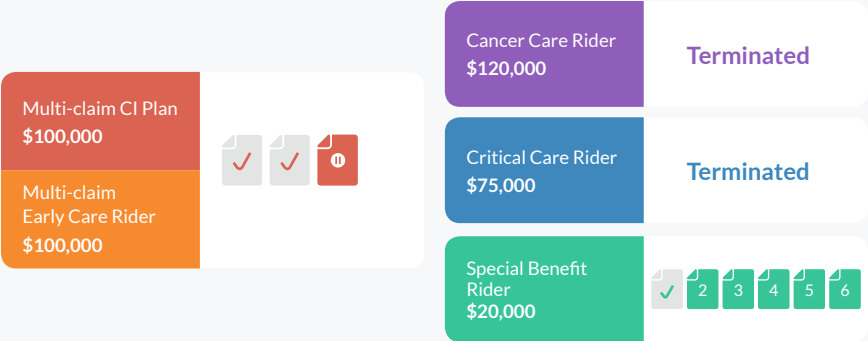 Multi-claim CI Plan
$100,000
Multi-claim
Early Care Rider
$100,000
Cancer Care Rider
$120,000
Terminated
Critical Care Rider
$75,000
Terminated
Special Benefit
Rider
$20,000
2 3 4 5 6